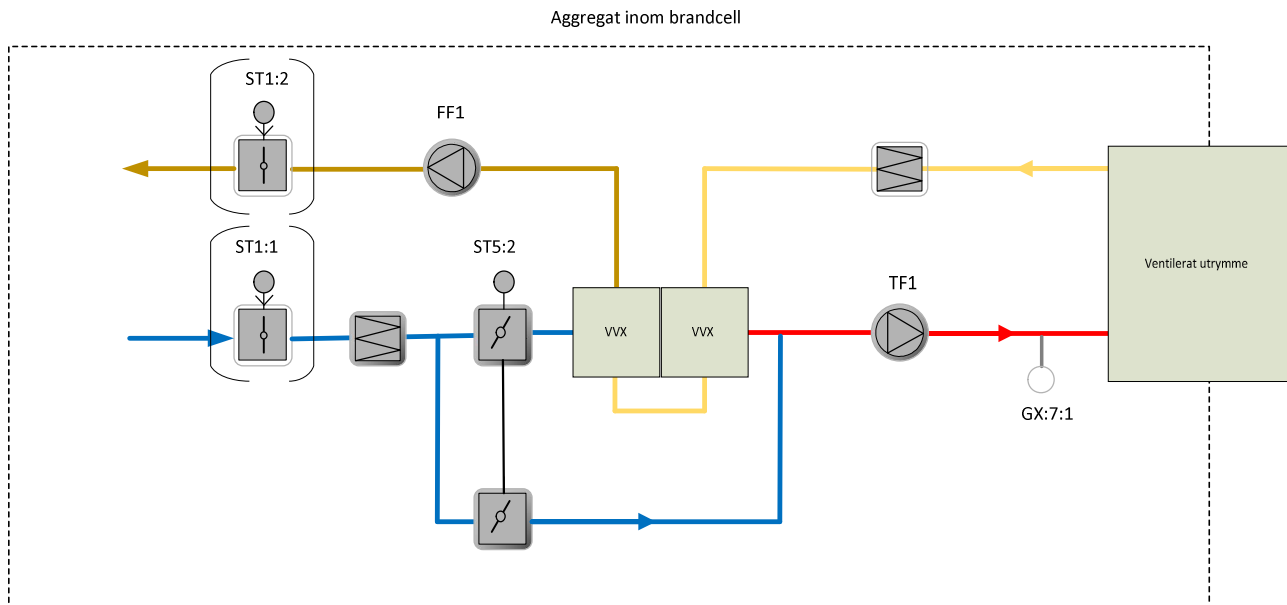 Aggregat inom brandcell
ST1:2
FF1
ST1:1
ST5:2
TF1
Ventilerat utrymme
VVX
VVX
GX:7:1